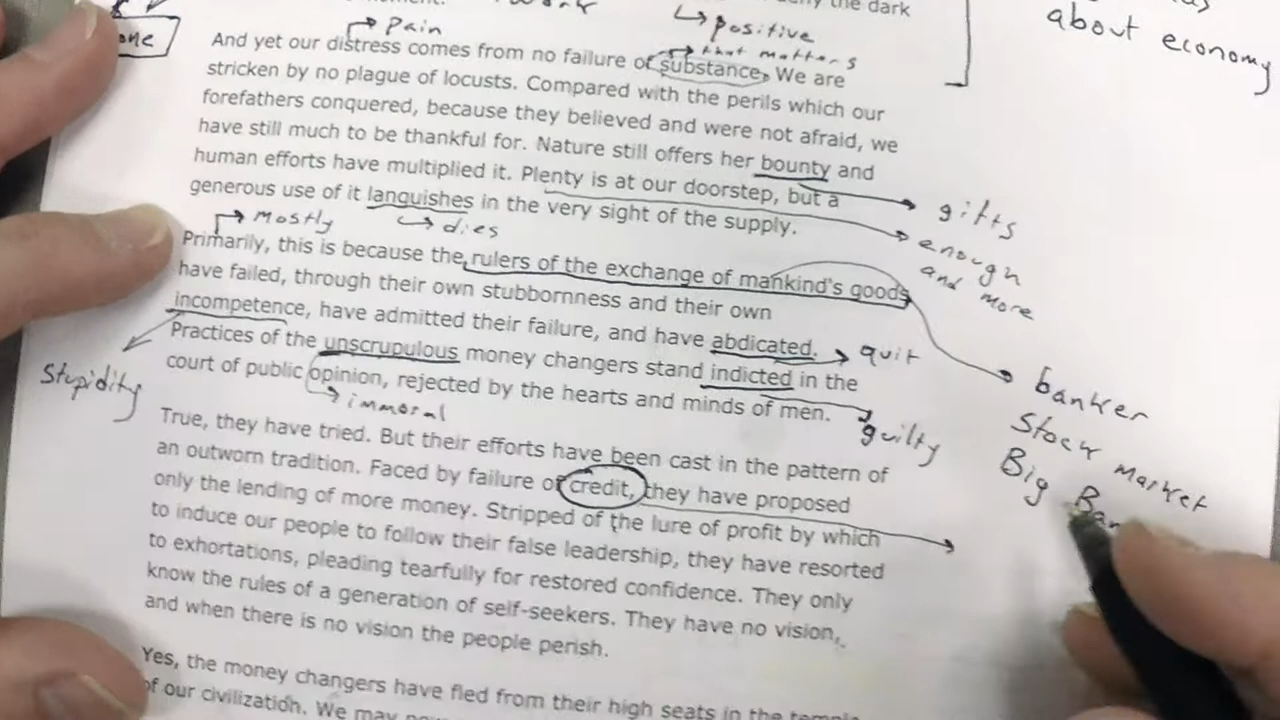 the dark
about economy
one
Pain
positive
that matters
And yet our distress comes from no failure of substance. We are
stricken by no plague of locusts. Compared with the perils which our
forefathers conquered, because they believed and were not afraid, we
have still much to be thankful for. Nature still offers her bounty and
human efforts have multiplied it. Plenty is at our doorstep, but a
generous use of it languishes in the very sight of the supply.
gifts
enough
and more
mostly
dies
Primarily, this is because the rulers of the exchange of mankind's goods
have failed, through their own stubbornness and their own
incompetence, have admitted their failure, and have abdicated.
quit
Practices of the unscrupulous money changers stand indicted in the
court of public opinion, rejected by the hearts and minds of men.
Stupidity
immoral
guilty
banker
Stock market
Big
True, they have tried. But their efforts have been cast in the pattern of
an outworn tradition. Faced by failure of credit, they have proposed
only the lending of more money. Stripped of the lure of profit by which
to induce our people to follow their false leadership, they have resorted
to exhortations, pleading tearfully for restored confidence. They only
know the rules of a generation of self-seekers. They have no vision,
and when there is no vision the people perish.
Yes, the money changers have fled from their high seats in the temple
of our civilization. We may